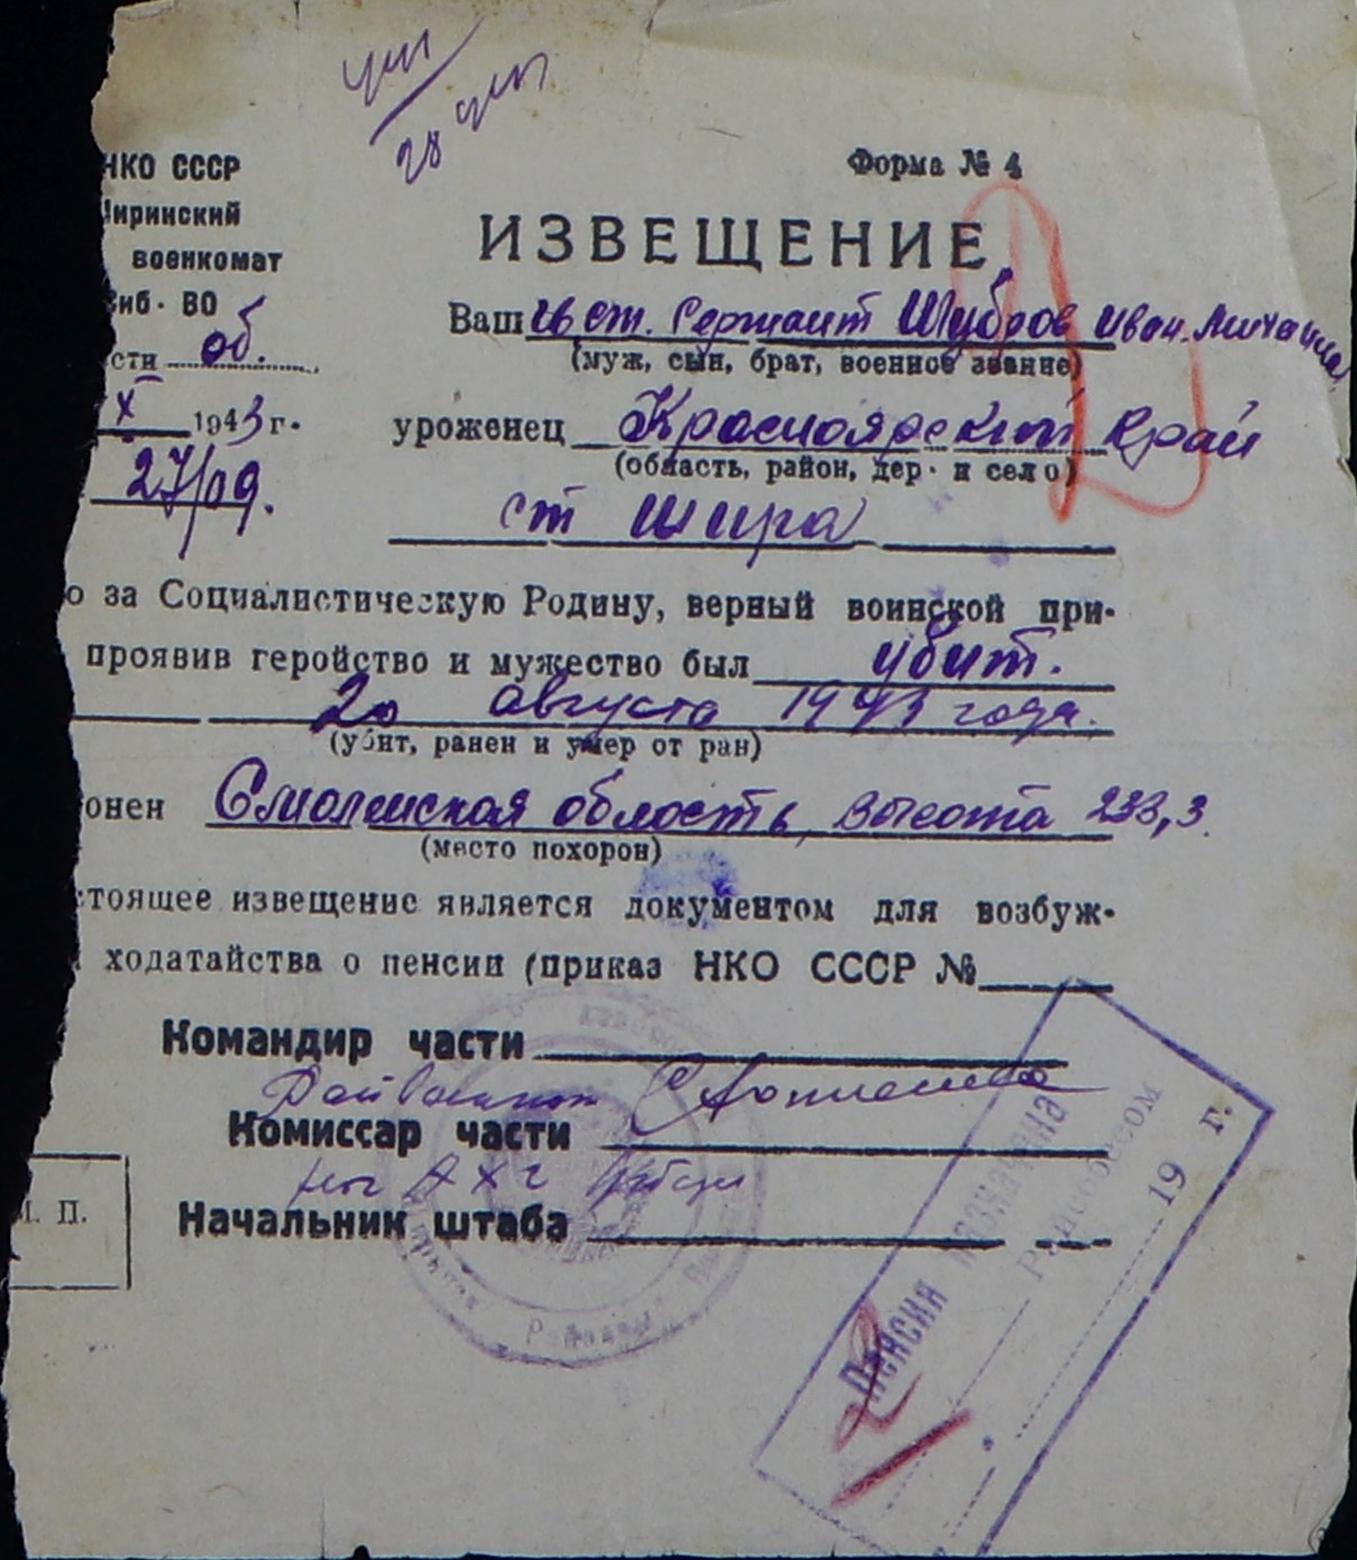 НКО СССР
Форма № 4
Ширинский
военкомат
Сиб. ВО
ИЗВЕЩЕНИЕ
сти об.
Ваш ст. Сержант Шубров Иван.
(муж, сын, брат, военное звание)
X 1943 г.
уроженец Красноярский Край
(область, район, дер. и село)
27/09.
ст Шира
о за Социалистическую Родину, верный воинской при-
проявив геройство и мужество был убит.
20 августа 1943 года.
(убит, ранен и умер от ран)
онен Смоленская область, высота 233,3.
(место похорон)
стоящее извещение является документом для возбуж-
ходатайства о пенсии (приказ НКО СССР №
Командир части
Райвоенком
Комиссар части
М. П.
Начальник штаба
Пенсия назначена
Райсобесом
19 г.